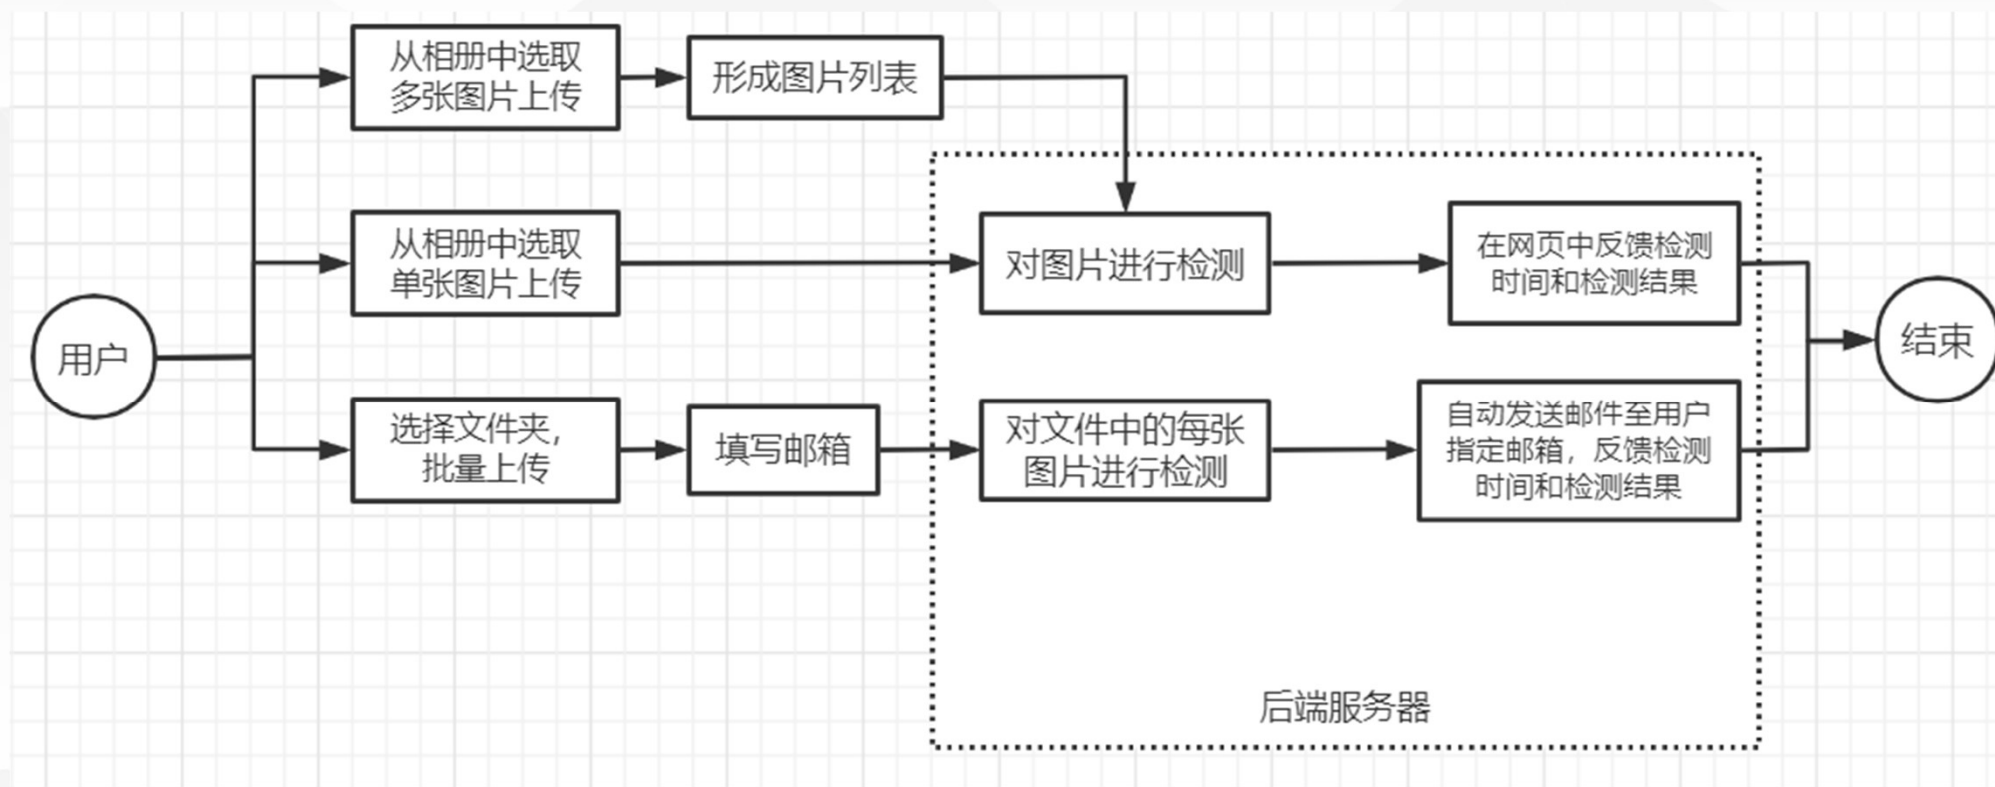 从相册中选取
多张图片上传
形成图片列表
从相册中选取
单张图片上传
对图片进行检测
在网页中反馈检测
时间和检测结果
用户
结束
选择文件夹，
批量上传
填写邮箱
对文件中的每张
图片进行检测
自动发送邮件至用户
指定邮箱，反馈检测
时间和检测结果
后端服务器